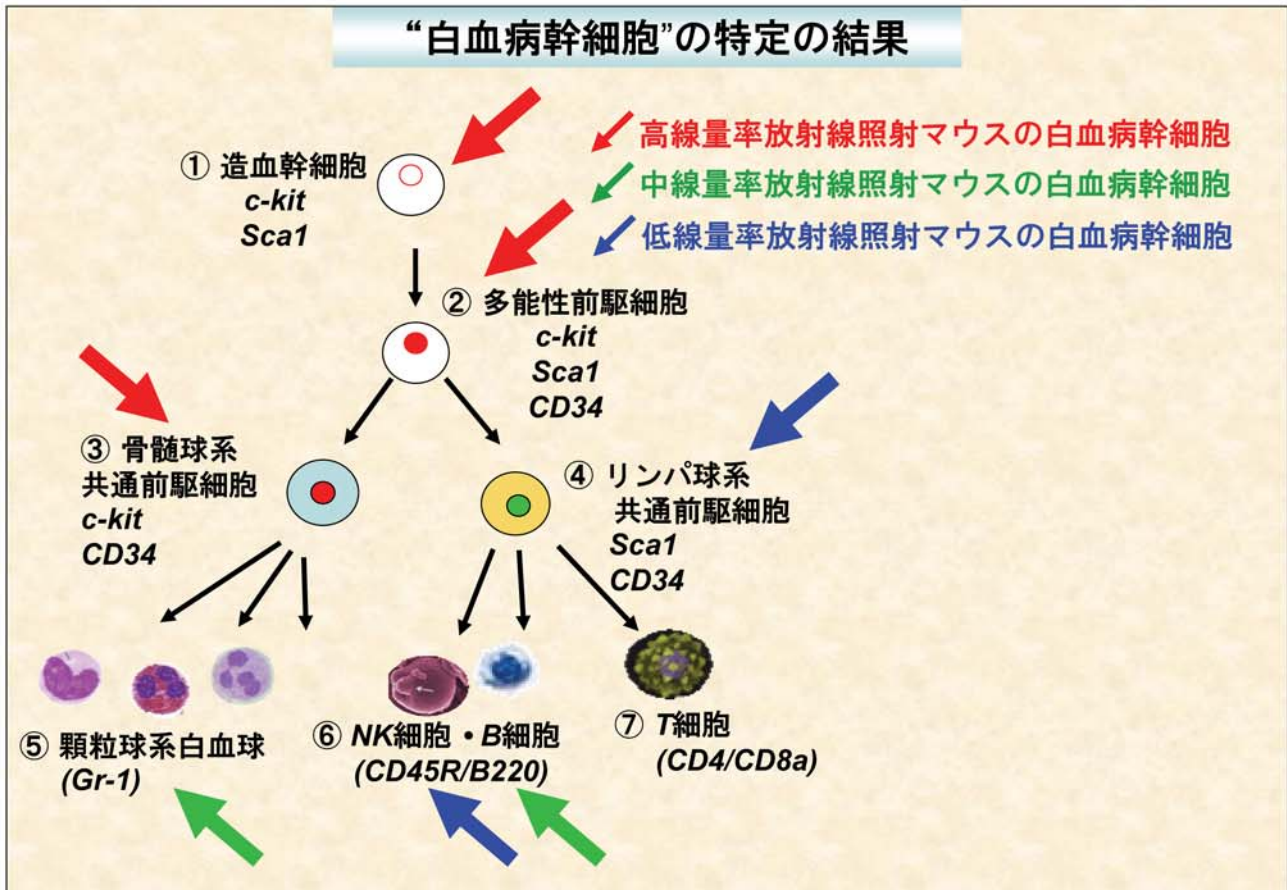 “白血病幹細胞”の特定の結果
高線量率放射線照射マウスの白血病幹細胞
中線量率放射線照射マウスの白血病幹細胞
低線量率放射線照射マウスの白血病幹細胞
① 造血幹細胞
c-kit
Sca1
② 多能性前駆細胞
c-kit
Sca1
CD34
③ 骨髄球系
共通前駆細胞
c-kit
CD34
④ リンパ球系
共通前駆細胞
Sca1
CD34
⑤ 顆粒球系白血球
(Gr-1)
⑥ NK細胞・B細胞
(CD45R/B220)
⑦ T細胞
(CD4/CD8a)